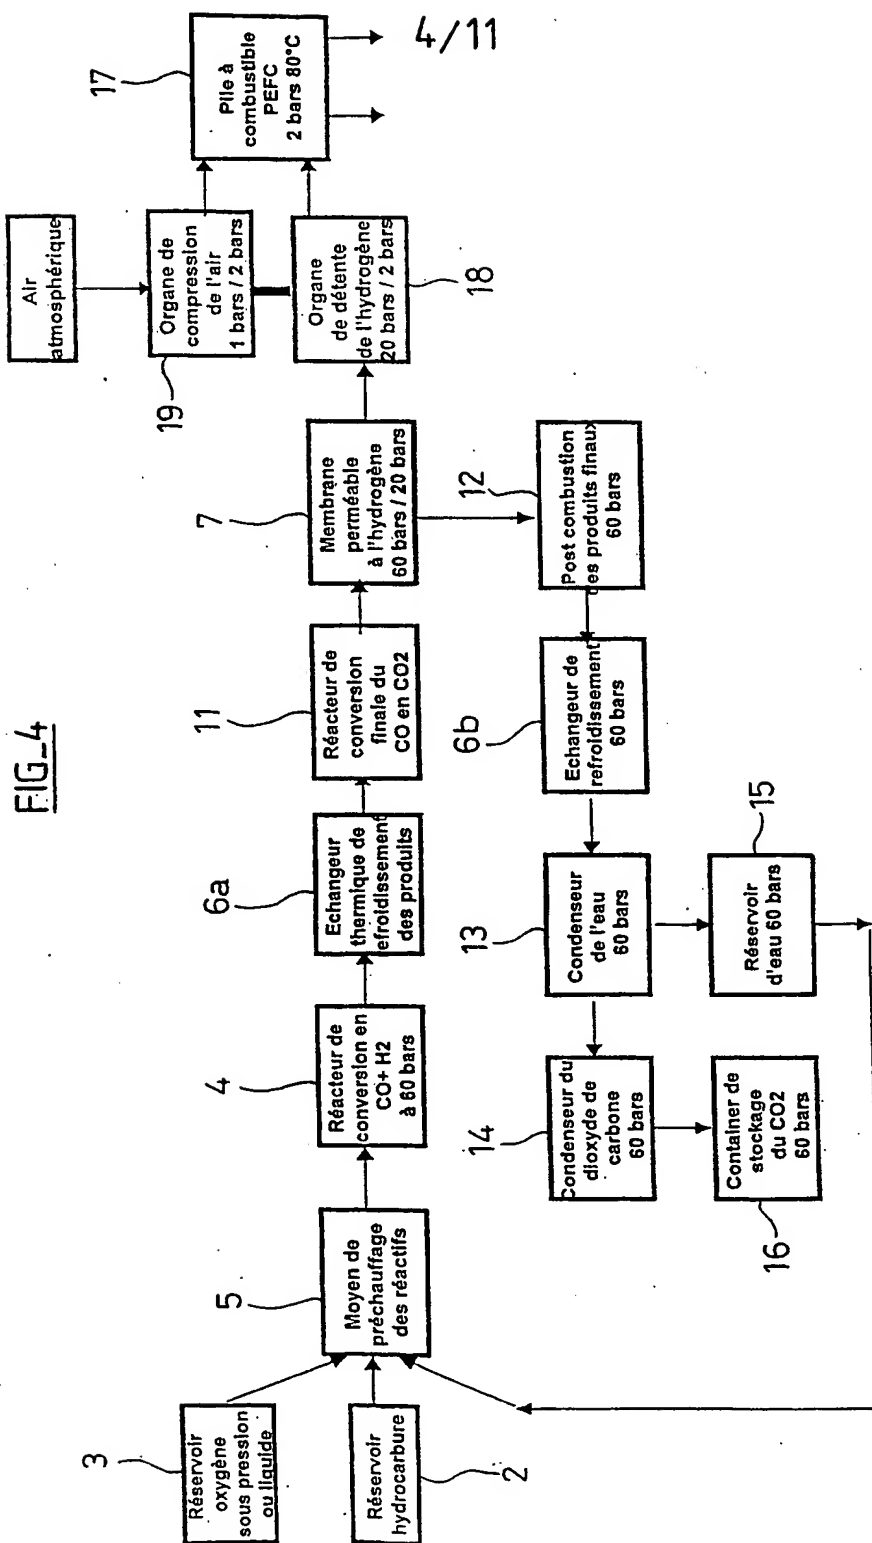 4/11
FIG_4
3
Réservoir
oxygène
sous pression
ou liquide
2
Réservoir
hydrocarbure
5
Moyen de
préchauffage
des réactifs
4
Réacteur de
conversion en
CO+ H2
à 60 bars
6a
Echangeur
thermique de
efroidissement
des produits
11
Réacteur de
conversion
finale du
CO en CO2
7
Membrane
perméable
à l'hydrogène
60 bars / 20 bars
Air
atmosphérique
19
Organe de
compression
de l'air
1 bars / 2 bars
18
Organe
de détente
de l'hydrogène
20 bars / 2 bars
17
Pile à
combustible
PEFC
2 bars 80°C
12
Post combustion
des produits finaux
60 bars
6b
Echangeur de
refroidissement
60 bars
13
Condenseur
de l'eau
60 bars
15
Réservoir
d'eau 60 bars
14
Condenseur du
dioxyde de
carbone
60 bars
16
Container de
stockage
du CO2
60 bars